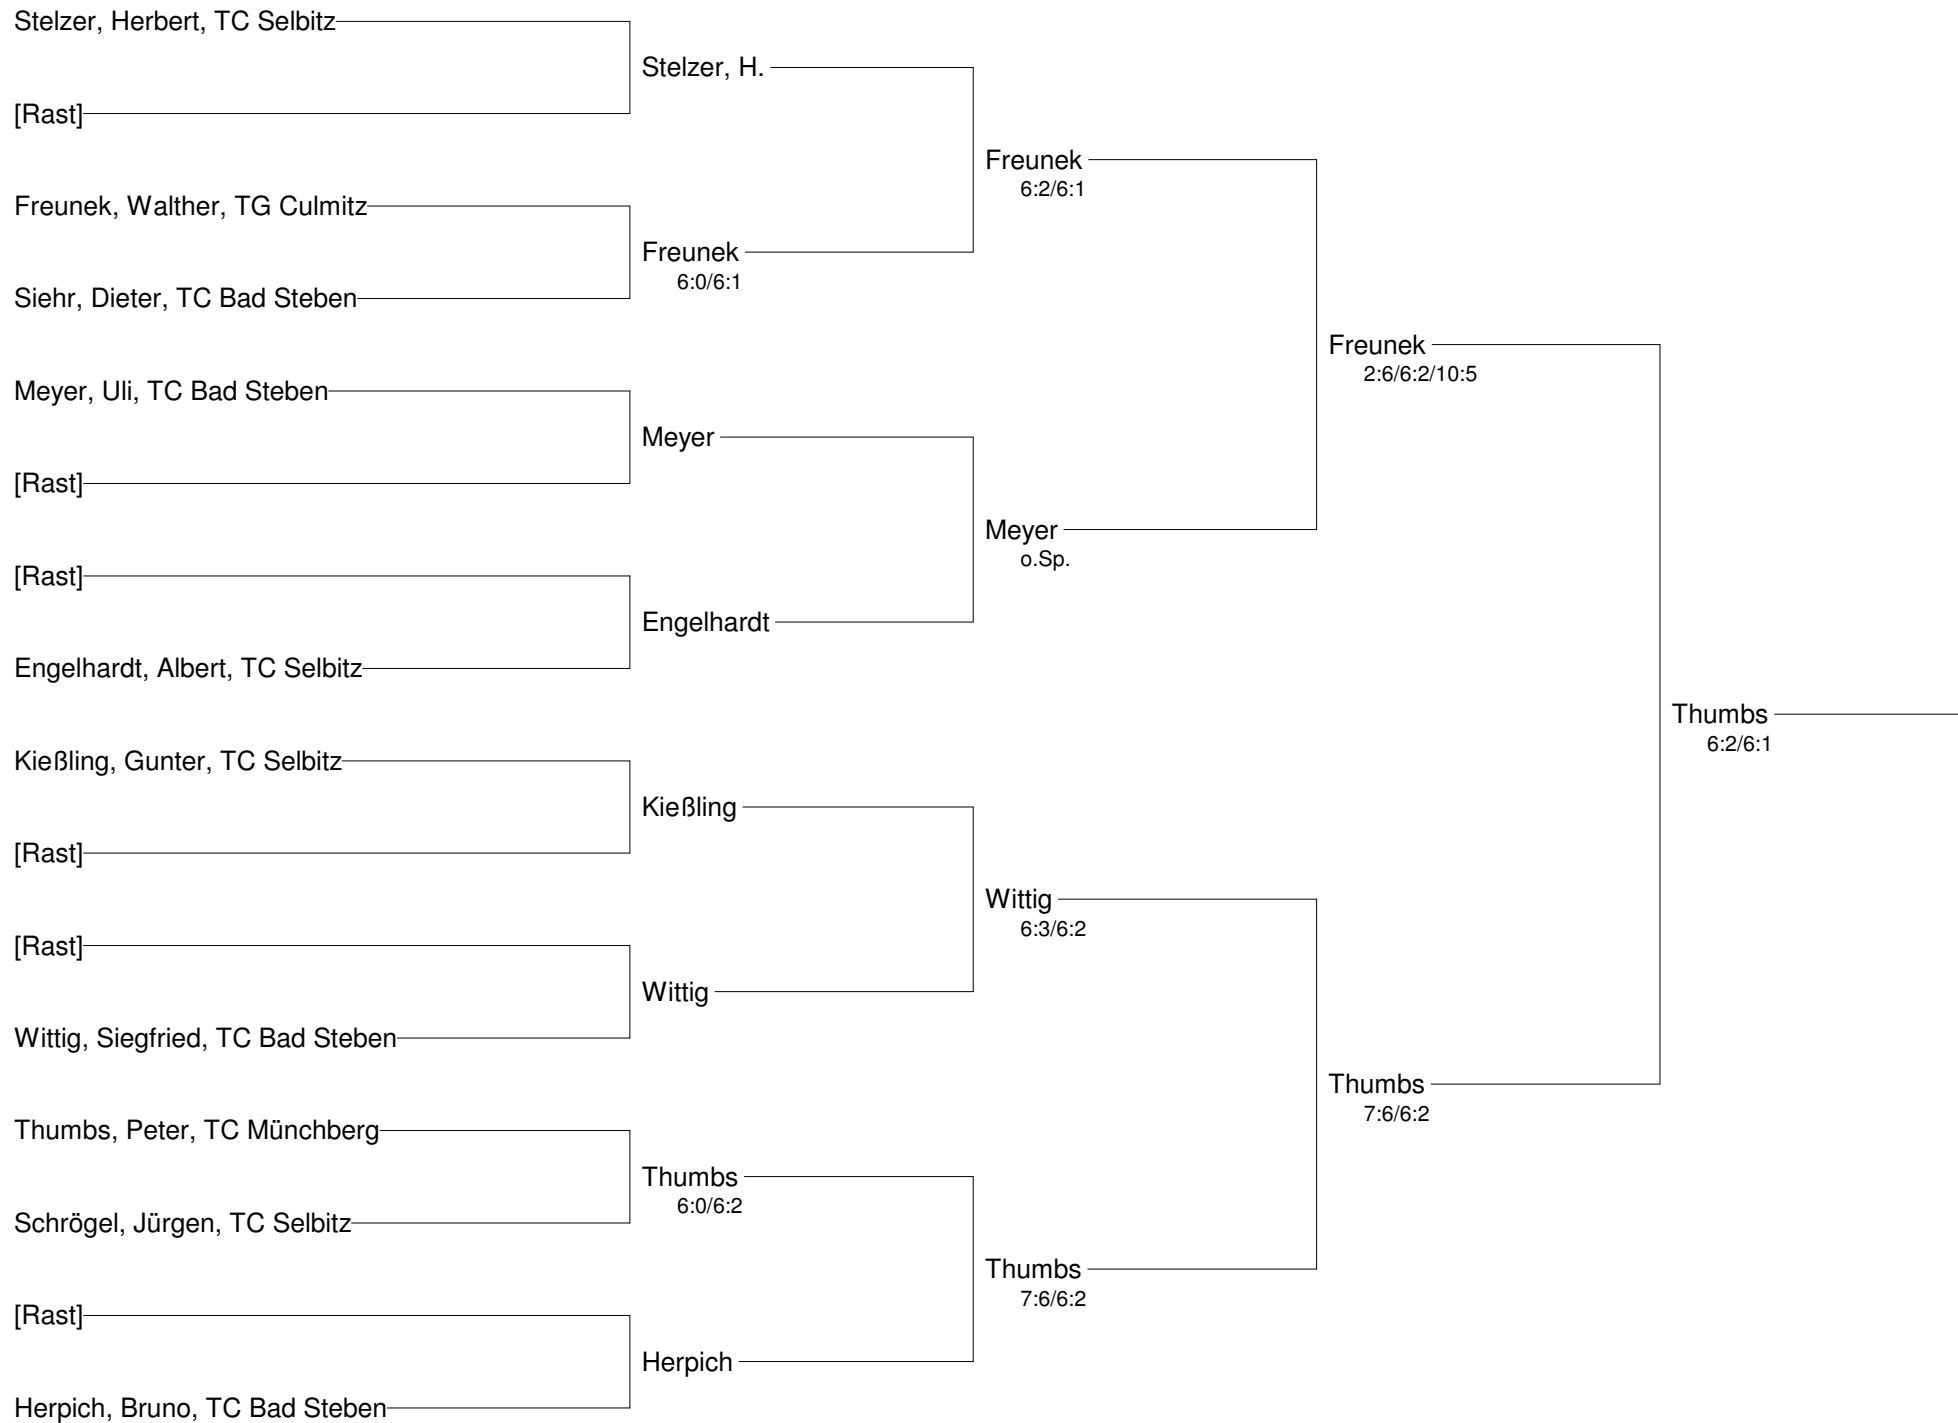 Stelzer, Herbert, TC Selbitz
Stelzer, H.
[Rast]
Freunek
6:2/6:1
Freunek, Walther, TG Culmitz
Freunek
6:0/6:1
Siehr, Dieter, TC Bad Steben
Freunek
2:6/6:2/10:5
Meyer, Uli, TC Bad Steben
Meyer
[Rast]
Meyer
o.Sp.
[Rast]
Engelhardt
Engelhardt, Albert, TC Selbitz
Thumbs
6:2/6:1
Kießling, Gunter, TC Selbitz
Kießling
[Rast]
Wittig
6:3/6:2
[Rast]
Wittig
Wittig, Siegfried, TC Bad Steben
Thumbs
7:6/6:2
Thumbs, Peter, TC Münchberg
Thumbs
6:0/6:2
Schrögel, Jürgen, TC Selbitz
Thumbs
7:6/6:2
[Rast]
Herpich
Herpich, Bruno, TC Bad Steben